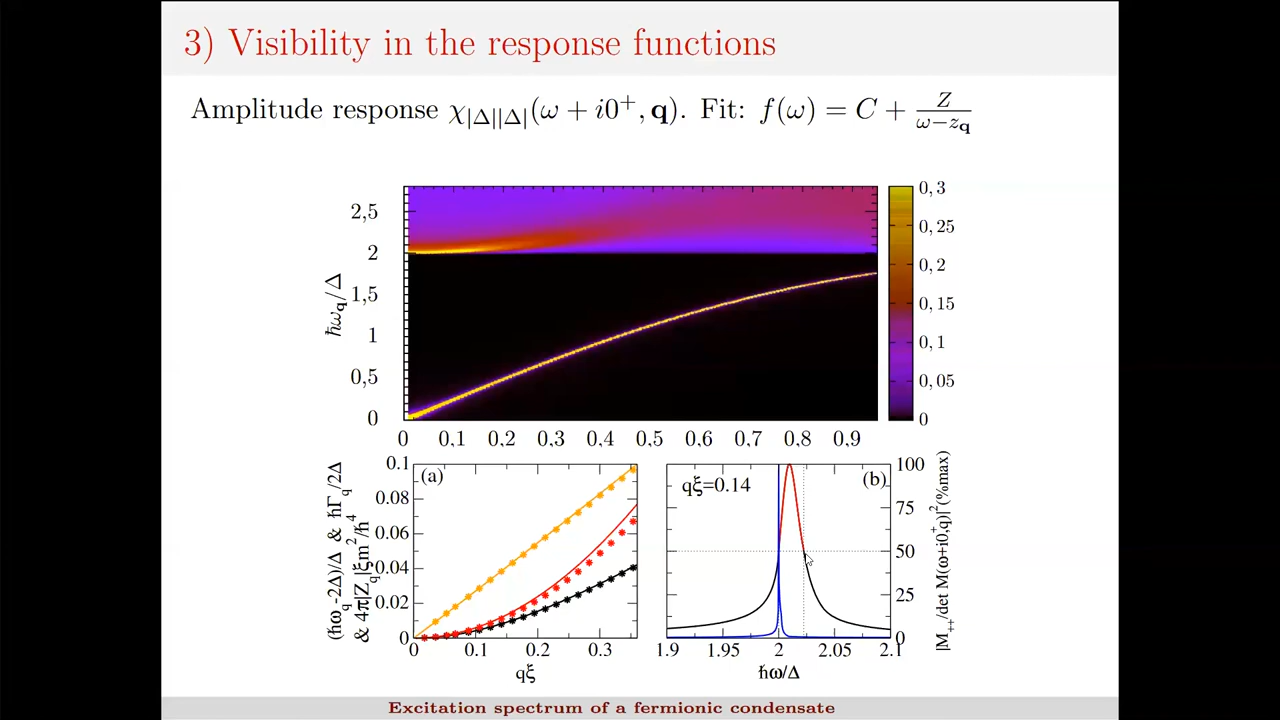 3) Visibility in the response functions
Amplitude response χ|Δ||Δ|(ω + i0⁺, q). Fit: f(ω) = C + Z/(ω−z_q)
2,5
2
1,5
1
0,5
0
ħω_q/Δ
0 0,1 0,2 0,3 0,4 0,5 0,6 0,7 0,8 0,9
0,3
0,25
0,2
0,15
0,1
0,05
0
(a)
0.1
0.08
0.06
0.04
0.02
0
(ħω_q-2Δ)/Δ & ħΓ_q/2Δ
& 4π|Z_q|ξm²/ħ⁴
0 0.1 0.2 0.3
qξ
qξ=0.14
(b)
100
75
50
25
0
|M₊₊/det M(ω+i0⁺,q)|²(%max)
1.9 1.95 2 2.05 2.1
ħω/Δ
Excitation spectrum of a fermionic condensate